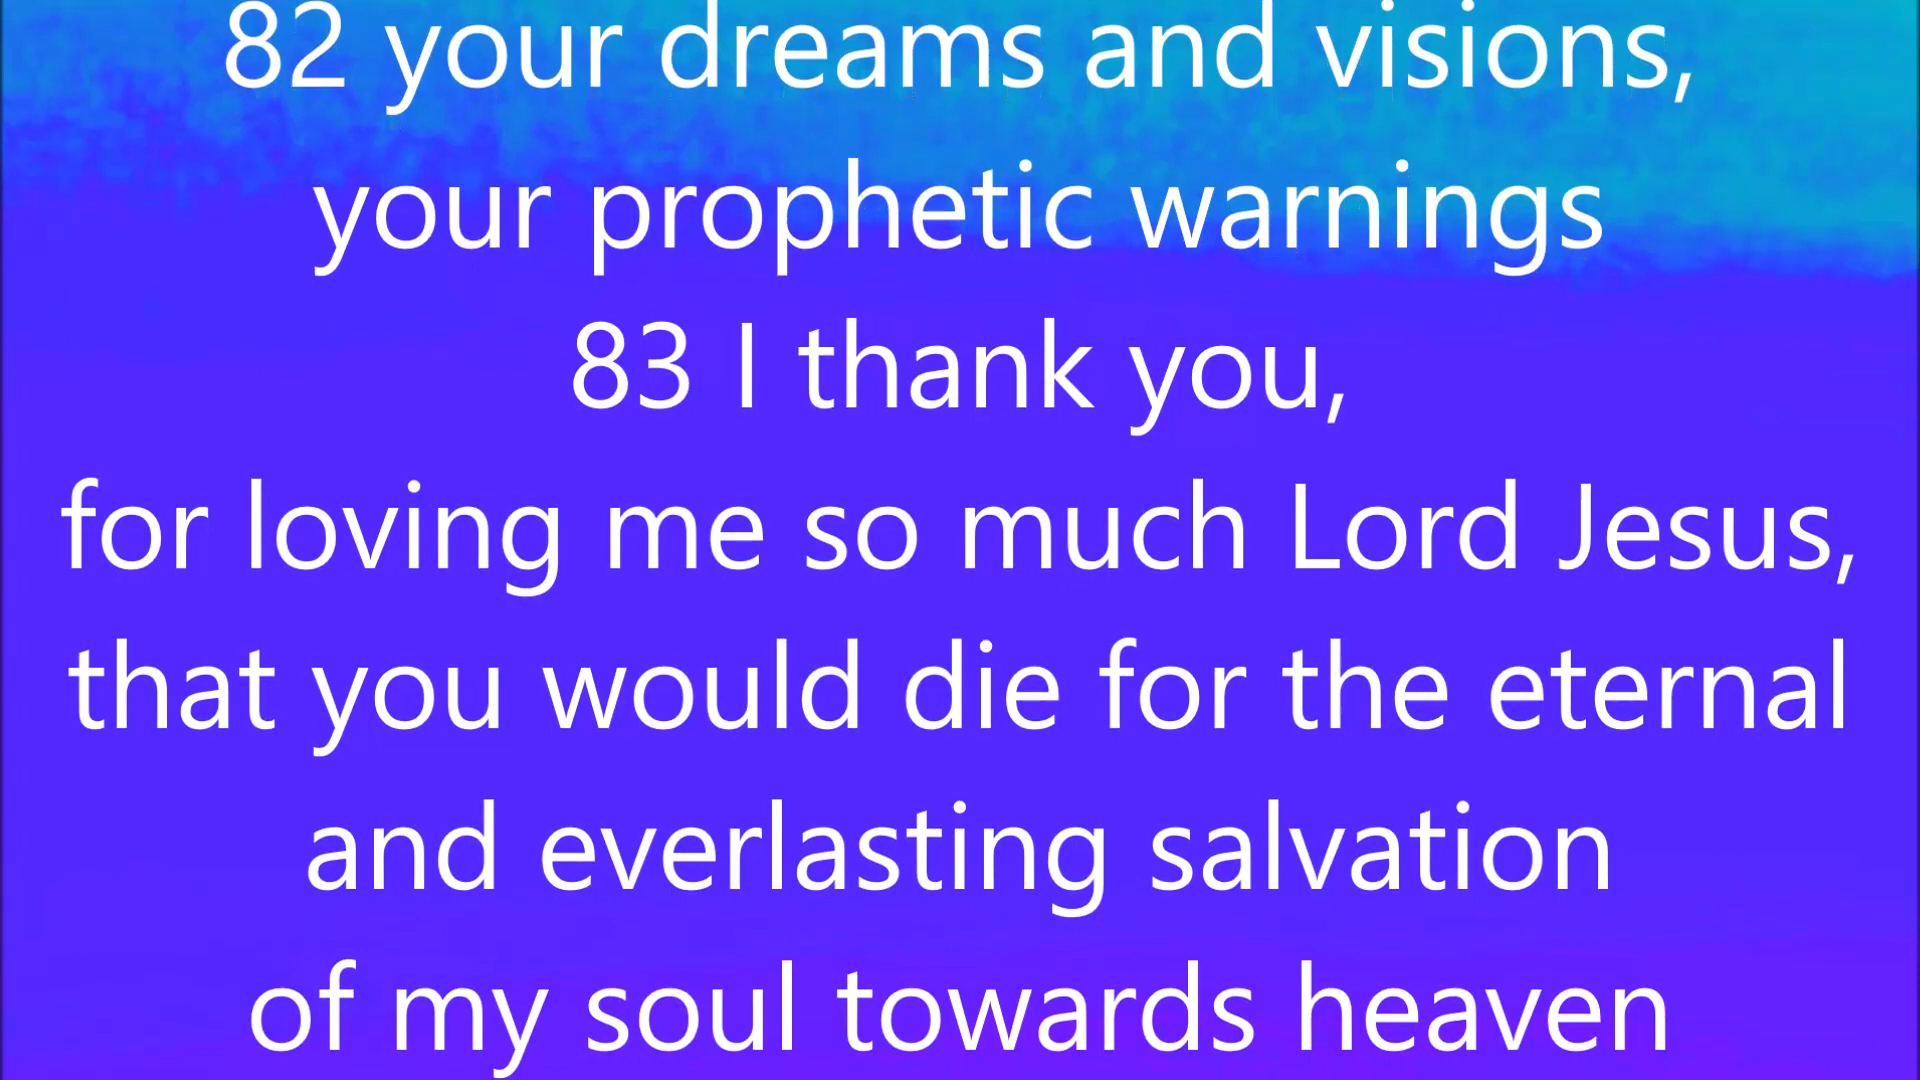 82 your dreams and visions,
your prophetic warnings
83 I thank you,
for loving me so much Lord Jesus,
that you would die for the eternal
and everlasting salvation
of my soul towards heaven